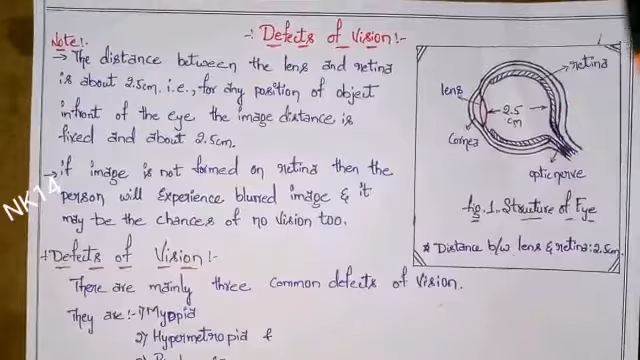 :- Defects of Vision :-
Note:-
→ The distance between the lens and retina
is about 2.5cm. i.e., for any position of object
infront of the eye the image distance is
fixed and about 2.5cm.
→ if image is not formed on retina then the
person will Experience blurred image & it
may be the chances of no vision too.
:- Defects of Vision :-
There are mainly three common defects of vision.
They are :- 1) Myopia
2) Hypermetropia &
retina
lens
2.5
cm
Cornea
optic nerve
fig. 1. Struture of Eye
* Distance b/w lens & retina: 2.5cm.
NK14